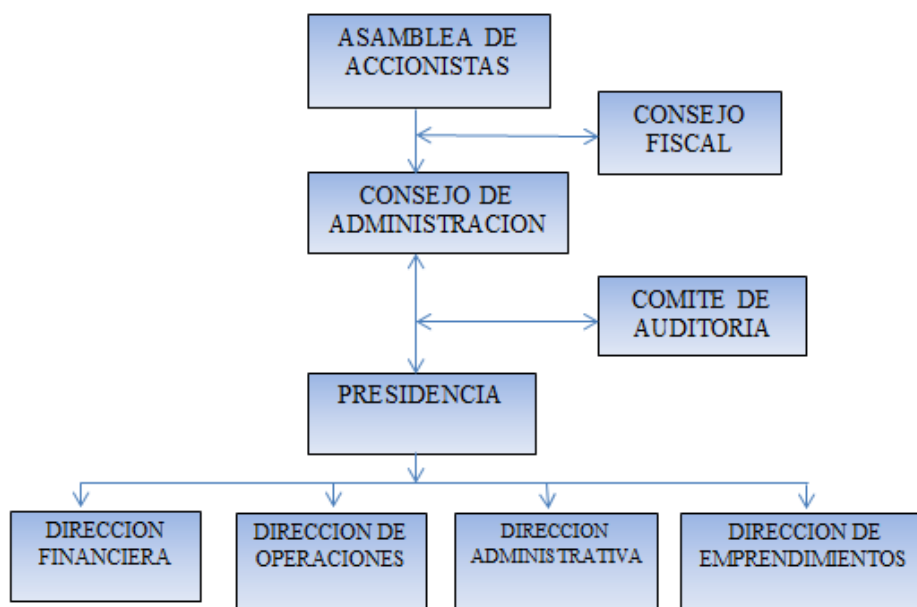 ASAMBLEA DE
ACCIONISTAS
CONSEJO
FISCAL
CONSEJO DE
ADMINISTRACION
COMITE DE
AUDITORIA
PRESIDENCIA
DIRECCION
FINANCIERA
DIRECCION DE
OPERACIONES
DIRECCION
ADMINISTRATIVA
DIRECCION DE
EMPRENDIMIENTOS